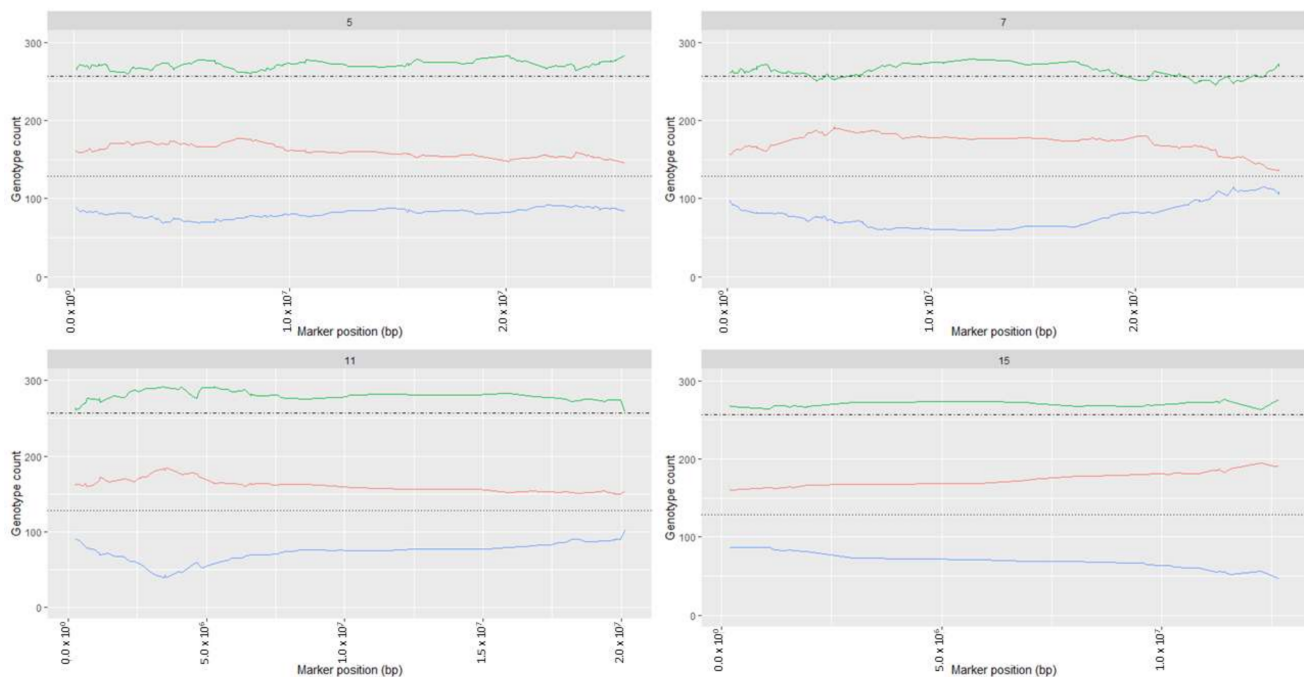 5
300
200
100
0
Genotype count
0.0 x 10⁰
1.0 x 10⁷
2.0 x 10⁷
Marker position (bp)
7
300
200
100
0
Genotype count
0.0 x 10⁰
1.0 x 10⁷
2.0 x 10⁷
Marker position (bp)
11
300
200
100
0
Genotype count
0.0 x 10⁰
5.0 x 10⁶
1.0 x 10⁷
1.5 x 10⁷
2.0 x 10⁷
Marker position (bp)
15
300
200
100
0
Genotype count
0.0 x 10⁰
5.0 x 10⁶
1.0 x 10⁷
Marker position (bp)